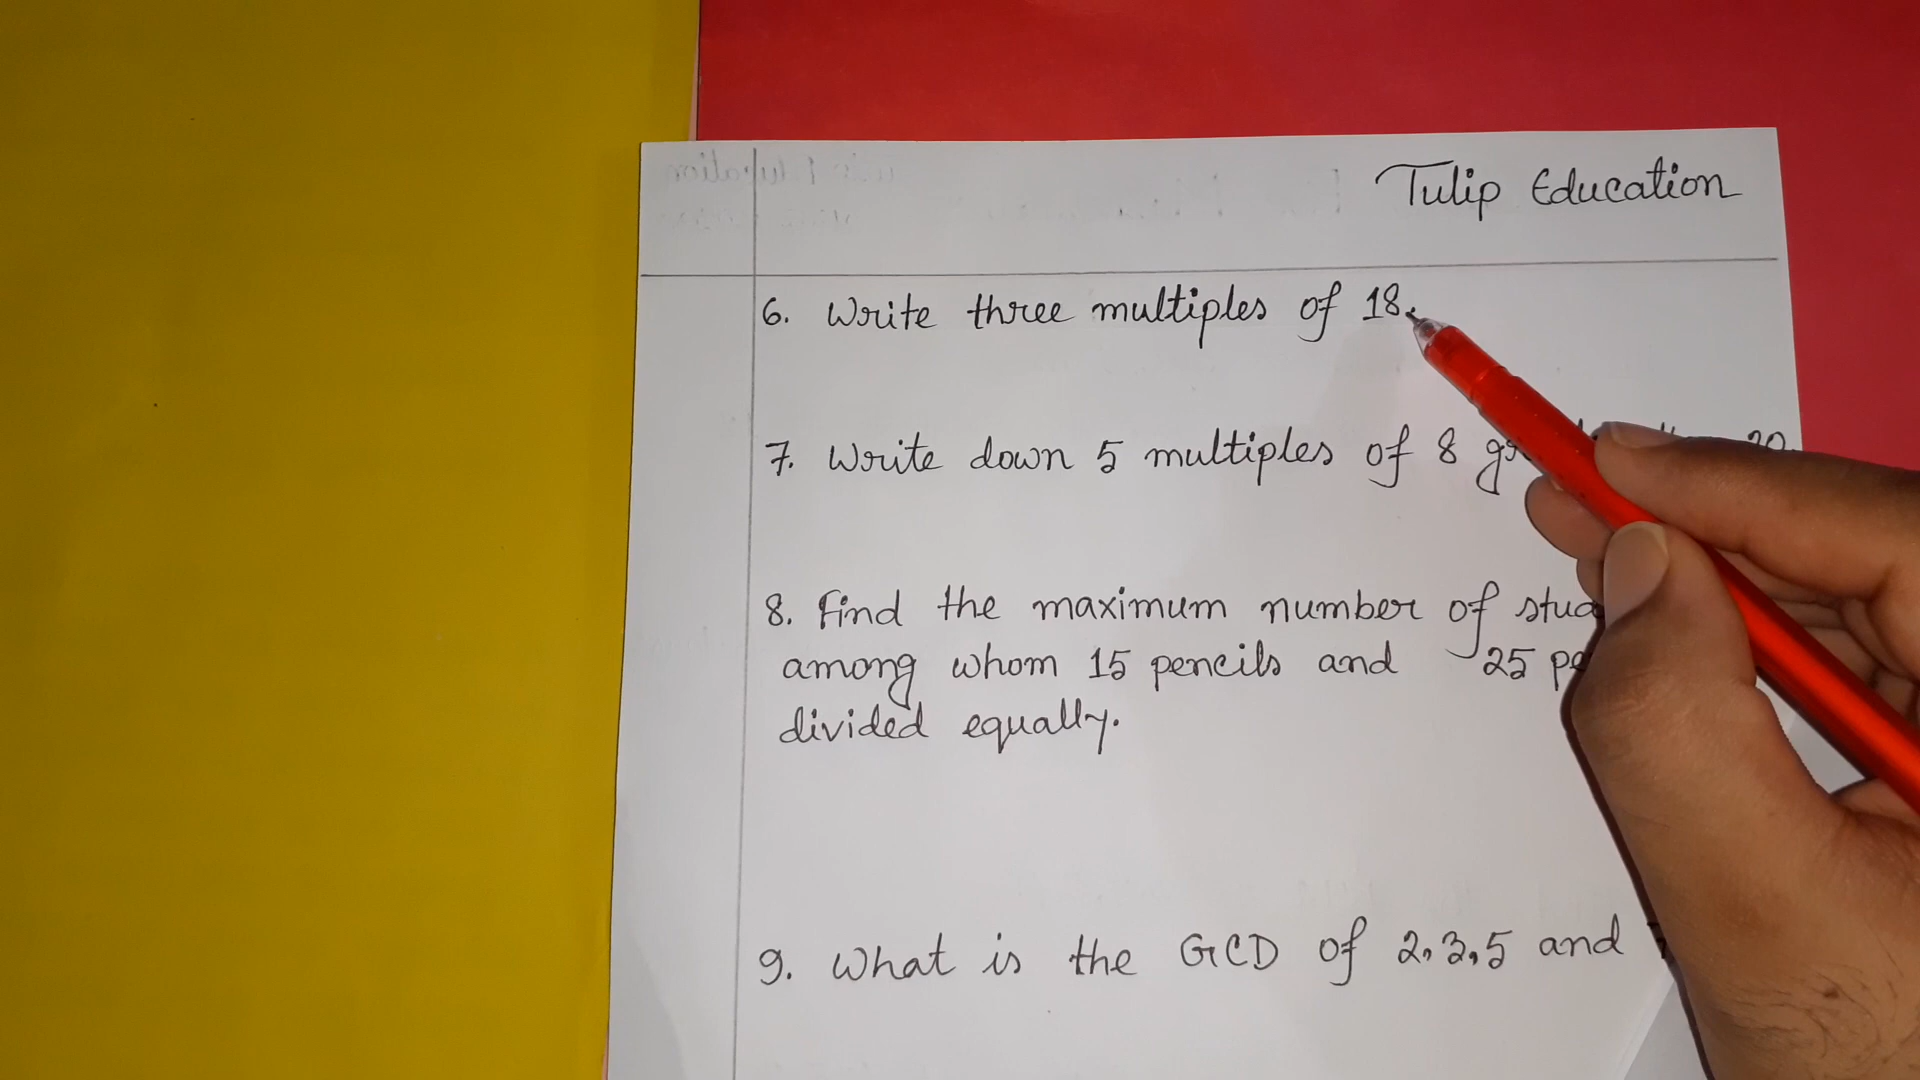 Tulip Education
6. Write three multiples of 18.
7. Write down 5 multiples of 8
8. Find the maximum number of
among whom 15 pencils and 25
divided equally.
9. What is the GCD of 2,3,5 and